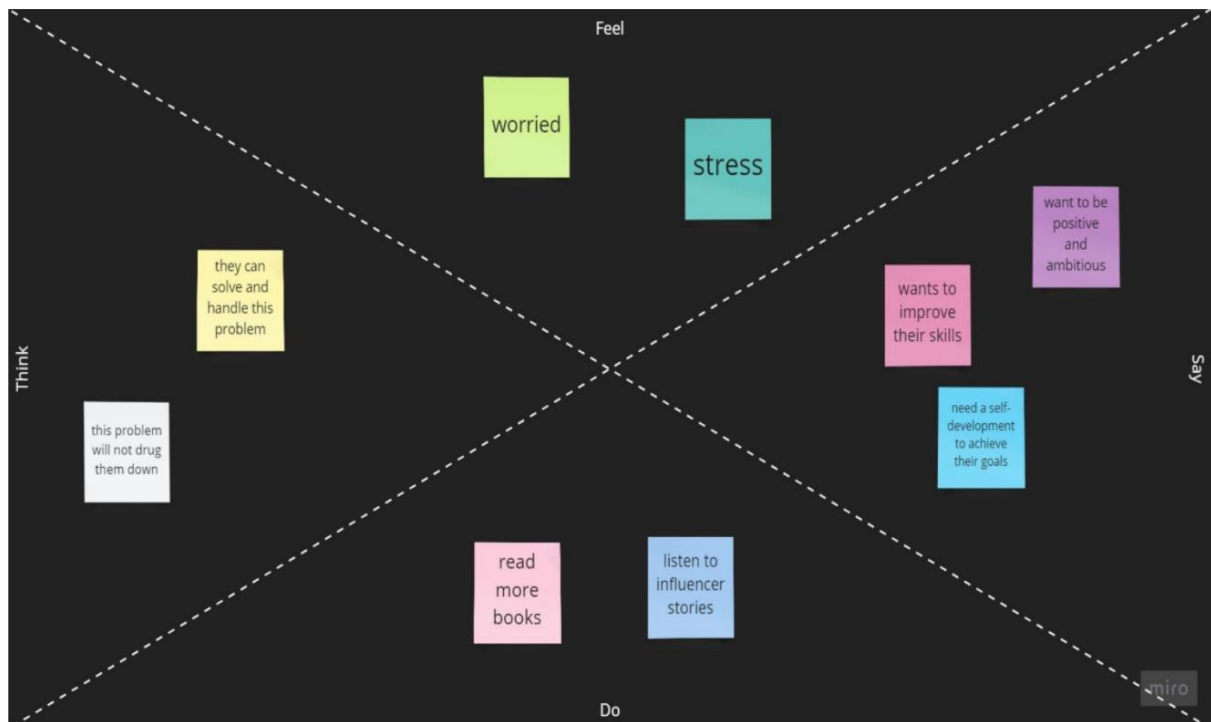 Feel
worried
stress
want to be
positive
and
ambitious
they can
solve and
handle this
problem
wants to
improve
their skills
Think
Say
this problem
will not drug
them down
need a self-
development
to achieve
their goals
read
more
books
listen to
influencer
stories
Do
miro